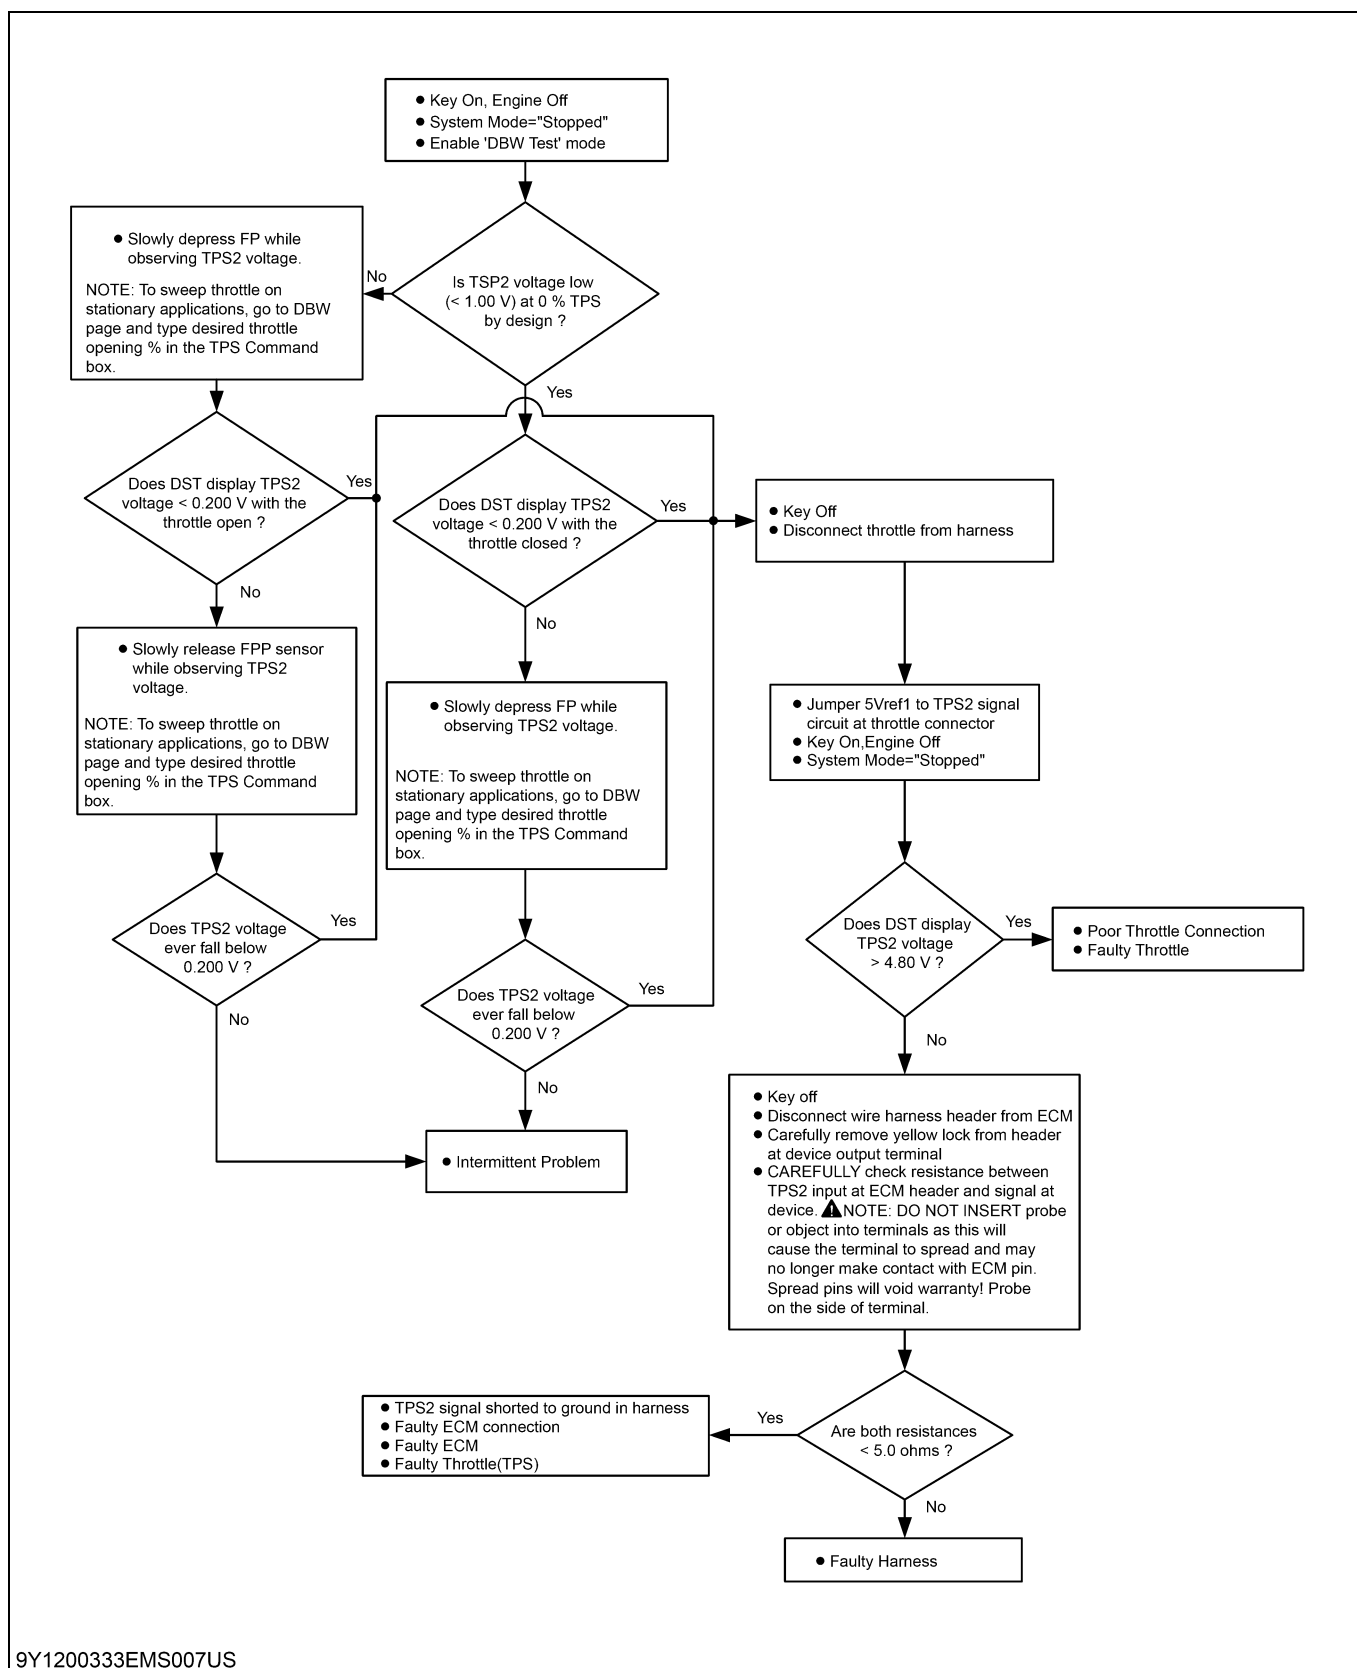 ● Key On, Engine Off
● System Mode="Stopped"
● Enable 'DBW Test' mode
● Slowly depress FP while
observing TPS2 voltage.
NOTE: To sweep throttle on
stationary applications, go to DBW
page and type desired throttle
opening % in the TPS Command
box.
No
Is TSP2 voltage low
(< 1.00 V) at 0 % TPS
by design ?
Yes
Does DST display TPS2
voltage < 0.200 V with the
throttle open ?
Yes
No
Does DST display TPS2
voltage < 0.200 V with the
throttle closed ?
Yes
No
● Key Off
● Disconnect throttle from harness
● Slowly release FPP sensor
while observing TPS2
voltage.
NOTE: To sweep throttle on
stationary applications, go to DBW
page and type desired throttle
opening % in the TPS Command
box.
● Slowly depress FP while
observing TPS2 voltage.
NOTE: To sweep throttle on
stationary applications, go to DBW
page and type desired throttle
opening % in the TPS Command
box.
● Jumper 5Vref1 to TPS2 signal
circuit at throttle connector
● Key On,Engine Off
● System Mode="Stopped"
Does TPS2 voltage
ever fall below
0.200 V ?
Yes
No
Does TPS2 voltage
ever fall below
0.200 V ?
Yes
No
Does DST display
TPS2 voltage
> 4.80 V ?
Yes
No
● Poor Throttle Connection
● Faulty Throttle
● Intermittent Problem
● Key off
● Disconnect wire harness header from ECM
● Carefully remove yellow lock from header
at device output terminal
● CAREFULLY check resistance between
TPS2 input at ECM header and signal at
device. ⚠NOTE: DO NOT INSERT probe
or object into terminals as this will
cause the terminal to spread and may
no longer make contact with ECM pin.
Spread pins will void warranty! Probe
on the side of terminal.
● TPS2 signal shorted to ground in harness
● Faulty ECM connection
● Faulty ECM
● Faulty Throttle(TPS)
Yes
Are both resistances
< 5.0 ohms ?
No
● Faulty Harness
9Y1200333EMS007US